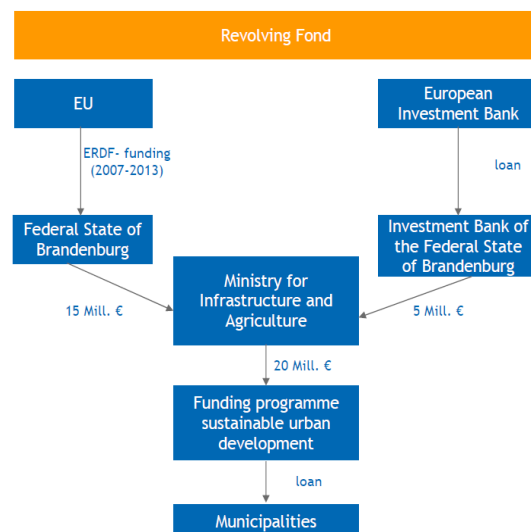 Revolving Fond
EU
European
Investment Bank
ERDF- funding
(2007-2013)
loan
Federal State of
Brandenburg
Investment Bank of
the Federal State
of Brandenburg
Ministry for
Infrastructure and
Agriculture
15 Mill. €
5 Mill. €
20 Mill. €
Funding programme
sustainable urban
development
loan
Municipalities